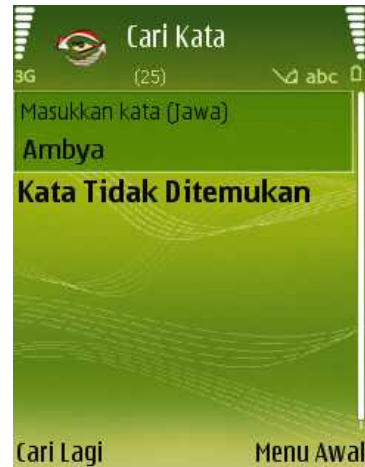 Cari Kata
3G (25) abc
Masukkan kata (Jawa)
Ambya
Kata Tidak Ditemukan
Cari Lagi Menu Awal